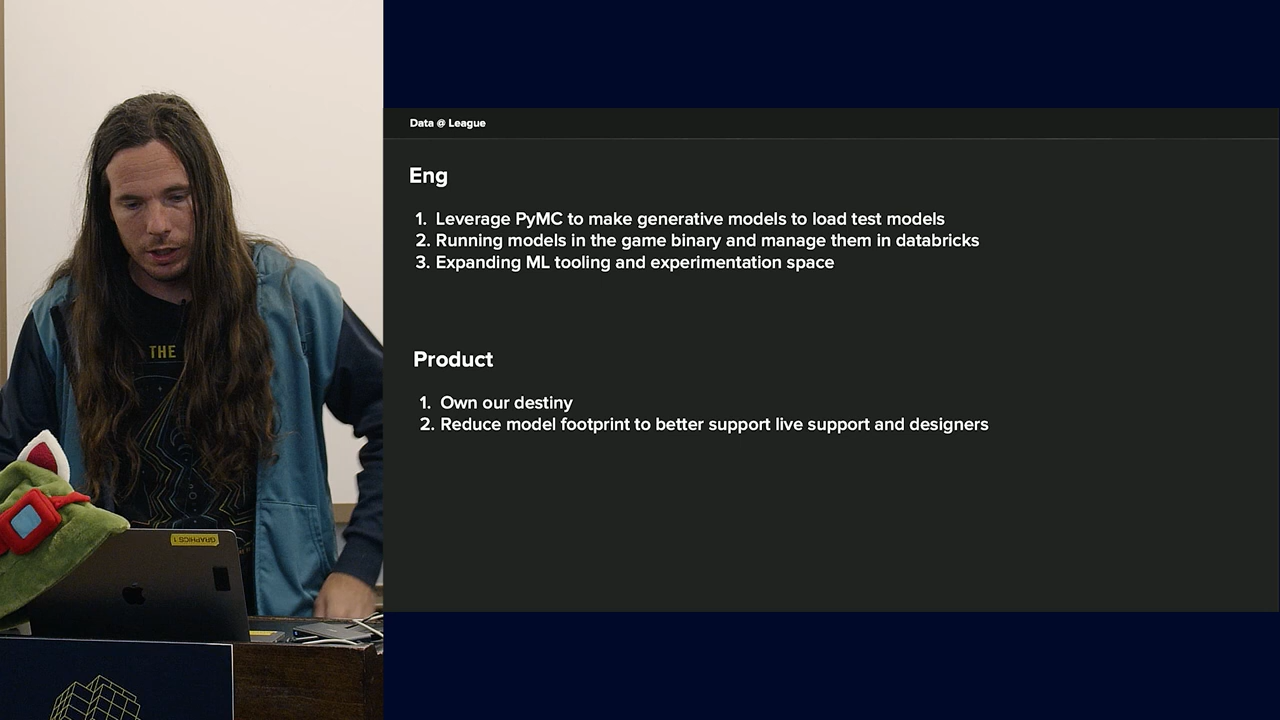 THE
GRAPHICS 1
Data @ League
Eng
1. Leverage PyMC to make generative models to load test models
2. Running models in the game binary and manage them in databricks
3. Expanding ML tooling and experimentation space
Product
1. Own our destiny
2. Reduce model footprint to better support live support and designers